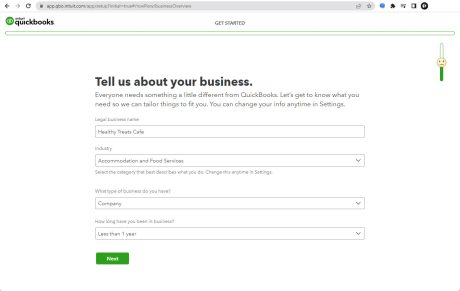 app.qbo.intuit.com/app/setup?initial=true#/newFlow/businessOverview
intuit
quickbooks
GET STARTED
Tell us about your business.
Everyone needs something a little different from QuickBooks. Let's get to know what you
need so we can tailor things to fit you. You can change your info anytime in Settings.
Legal business name
Healthy Treats Cafe
Industry
Accommodation and Food Services
Select the category that best describes what you do. Change this anytime in Settings.
What type of business do you have?
Company
How long have you been in business?
Less than 1 year
Next